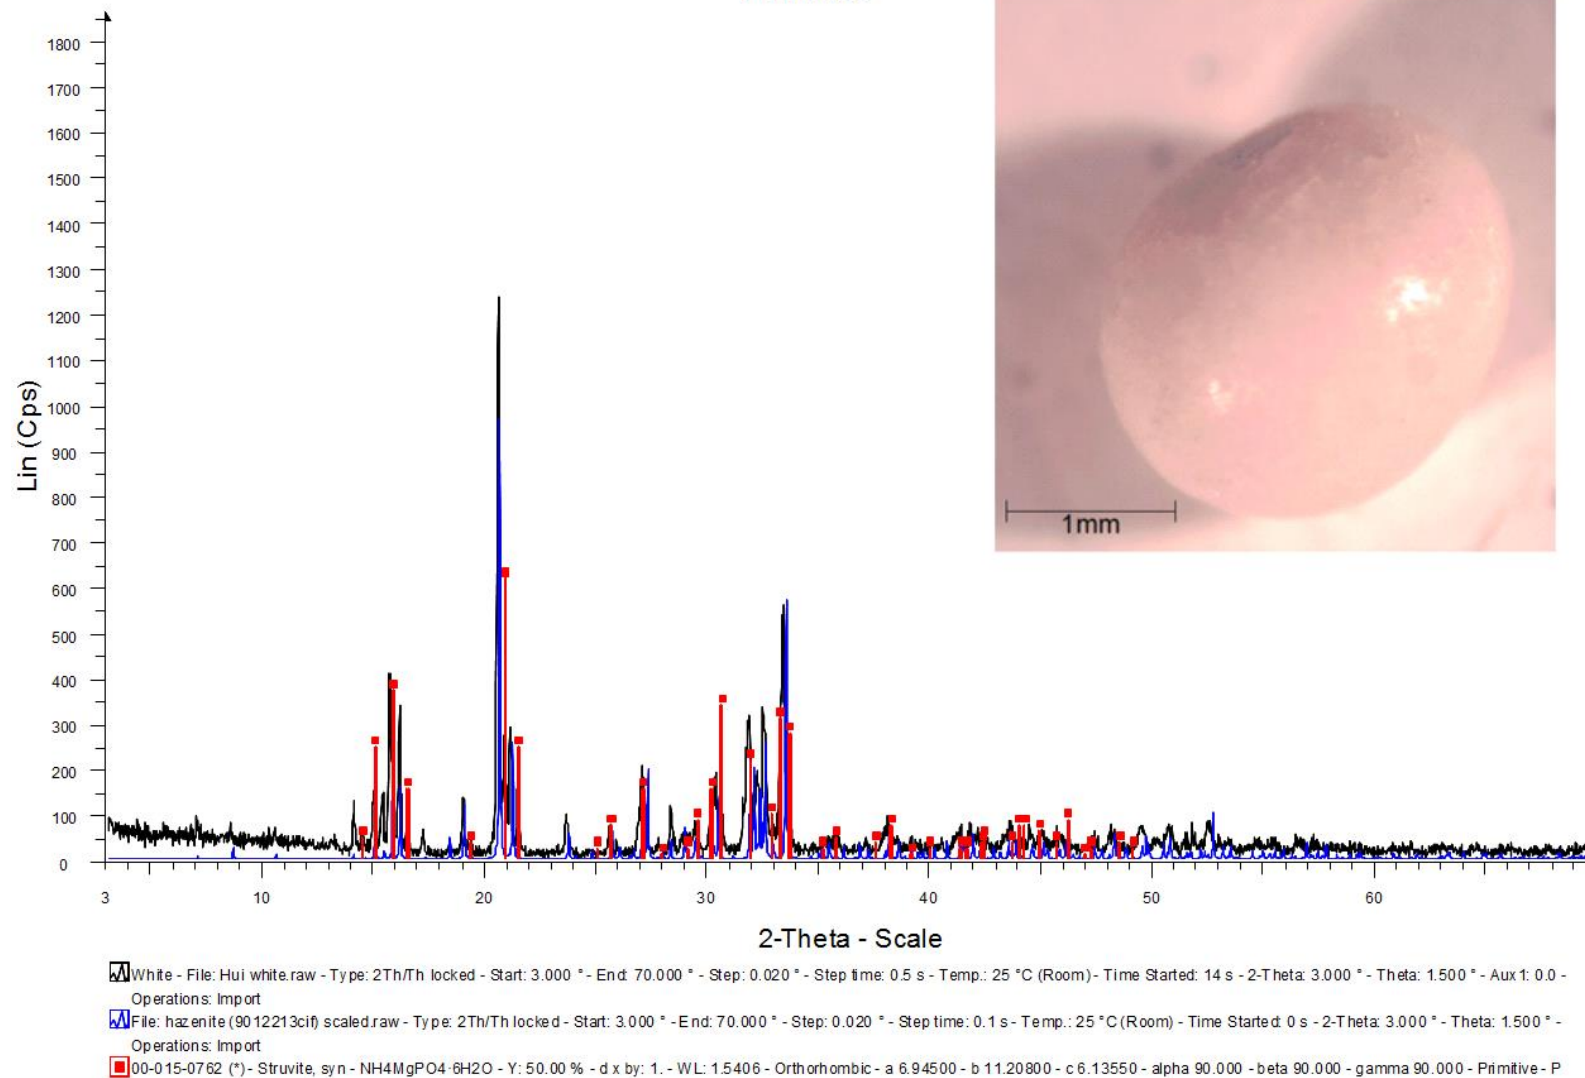 1800
1700
1600
1500
1400
1300
1200
1100
1000
900
800
700
600
500
400
300
200
100
0
Lin (Cps)
1mm
3 10 20 30 40 50 60
2-Theta - Scale
White - File: Hui white.raw - Type: 2Th/Th locked - Start: 3.000 ° - End: 70.000 ° - Step: 0.020 ° - Step time: 0.5 s - Temp.: 25 °C (Room) - Time Started: 14 s - 2-Theta: 3.000 ° - Theta: 1.500 ° - Aux1: 0.0 -
Operations: Import
File: hazenite (9012213cif) scaled.raw - Type: 2Th/Th locked - Start: 3.000 ° - End: 70.000 ° - Step: 0.020 ° - Step time: 0.1 s - Temp.: 25 °C (Room) - Time Started: 0 s - 2-Theta: 3.000 ° - Theta: 1.500 ° -
Operations: Import
00-015-0762 (*) - Struvite, syn - NH4MgPO4·6H2O - Y: 50.00 % - d x by: 1. - WL: 1.5406 - Orthorhombic - a 6.94500 - b 11.20800 - c 6.13550 - alpha 90.000 - beta 90.000 - gamma 90.000 - Primitive - P